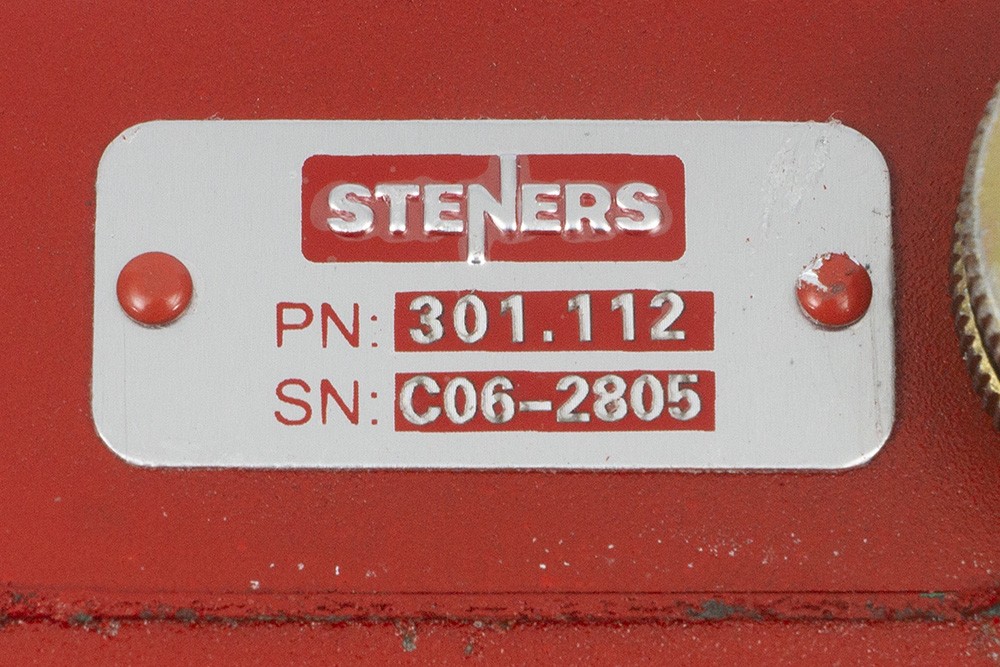 STENERS
PN: 301.112
SN: C06-2805